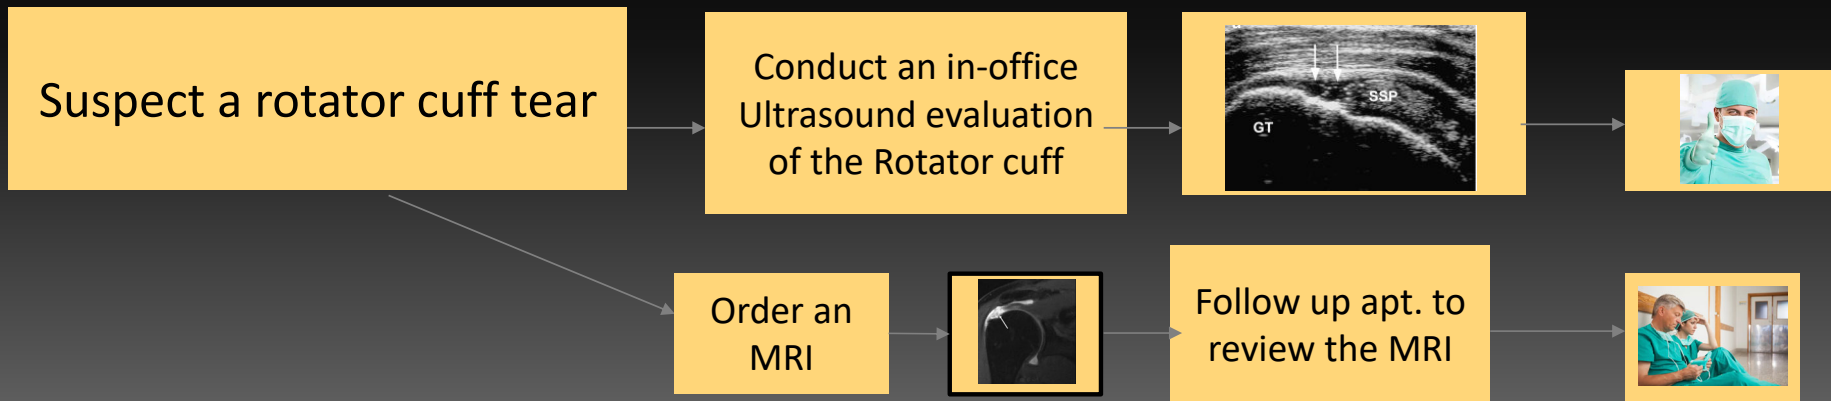 Suspect a rotator cuff tear
Conduct an in-office
Ultrasound evaluation
of the Rotator cuff
SSP
GT
Order an
MRI
Follow up apt. to
review the MRI